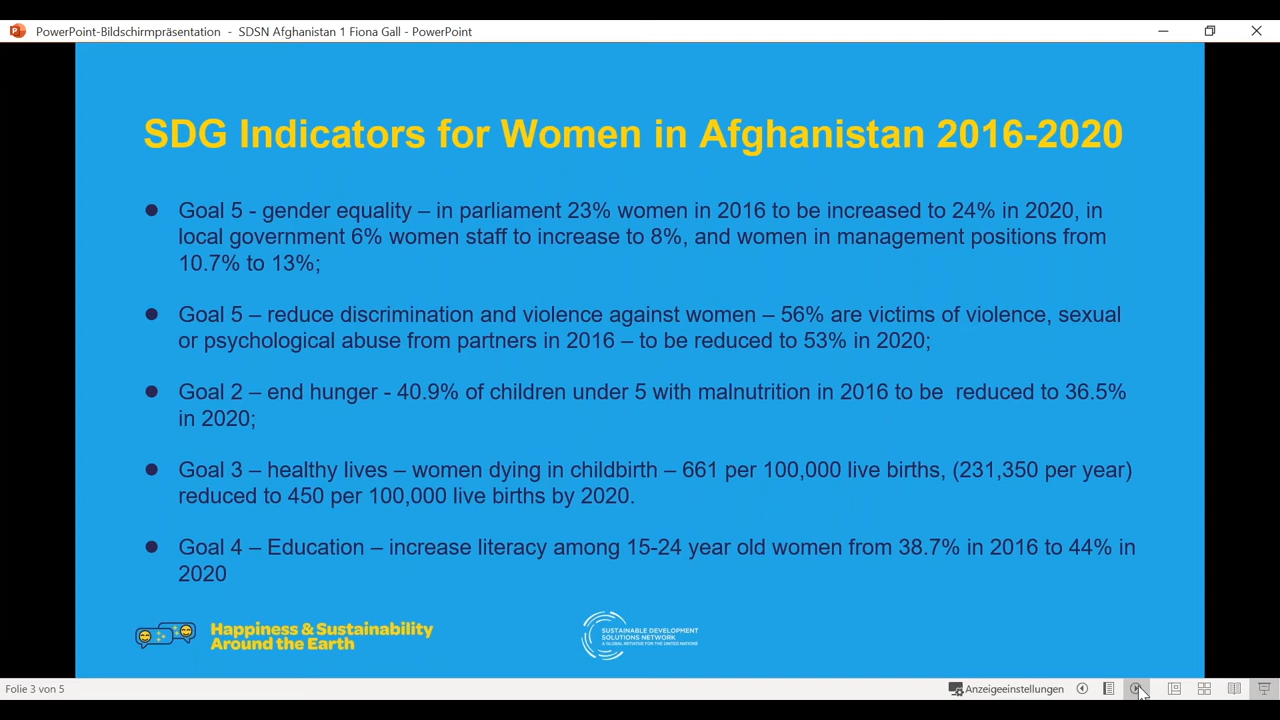 PowerPoint-Bildschirmpräsentation - SDSN Afghanistan 1 Fiona Gall - PowerPoint
SDG Indicators for Women in Afghanistan 2016-2020
● Goal 5 - gender equality – in parliament 23% women in 2016 to be increased to 24% in 2020, in
local government 6% women staff to increase to 8%, and women in management positions from
10.7% to 13%;
● Goal 5 – reduce discrimination and violence against women – 56% are victims of violence, sexual
or psychological abuse from partners in 2016 – to be reduced to 53% in 2020;
● Goal 2 – end hunger - 40.9% of children under 5 with malnutrition in 2016 to be  reduced to 36.5%
in 2020;
● Goal 3 – healthy lives – women dying in childbirth – 661 per 100,000 live births, (231,350 per year)
reduced to 450 per 100,000 live births by 2020.
● Goal 4 – Education – increase literacy among 15-24 year old women from 38.7% in 2016 to 44% in
2020
Happiness & Sustainability
Around the Earth
SUSTAINABLE DEVELOPMENT
SOLUTIONS NETWORK
A GLOBAL INITIATIVE FOR THE UNITED NATIONS
Folie 3 von 5
Anzeigeeinstellungen